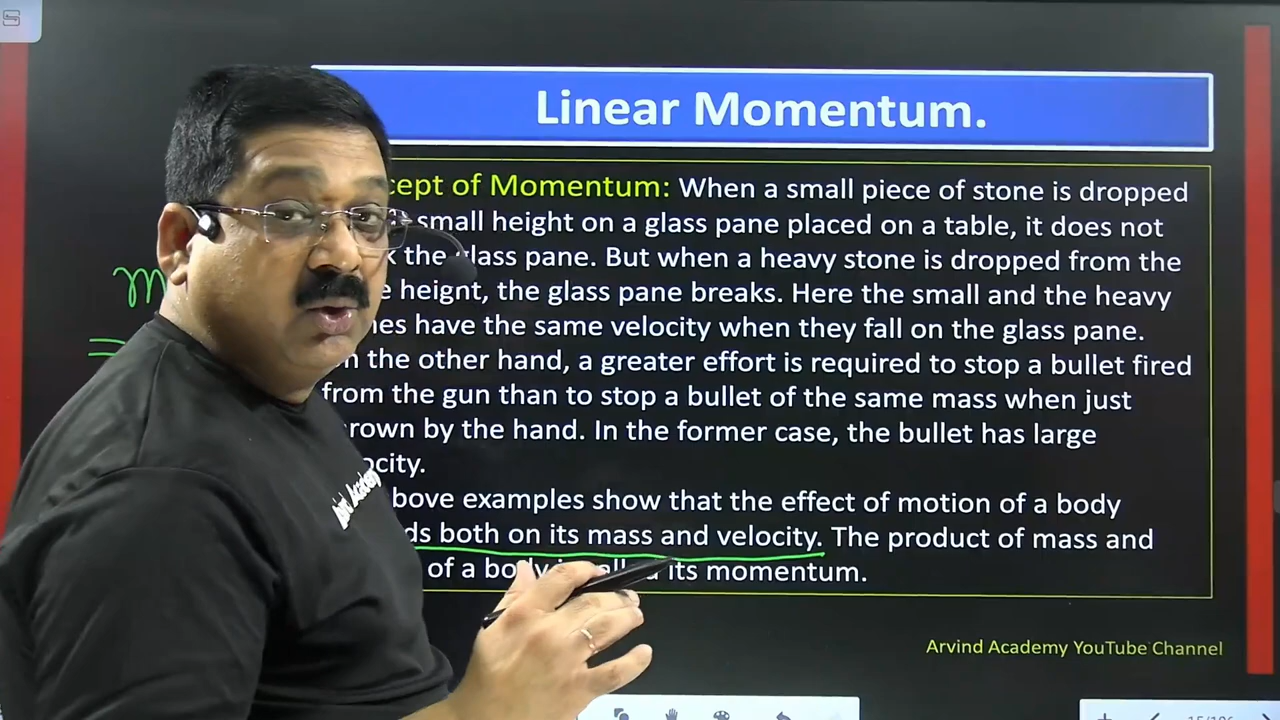 Linear Momentum.
cept of Momentum: When a small piece of stone is dropped
small height on a glass pane placed on a table, it does not
k the glass pane. But when a heavy stone is dropped from the
e heignt, the glass pane breaks. Here the small and the heavy
nes have the same velocity when they fall on the glass pane.
n the other hand, a greater effort is required to stop a bullet fired
from the gun than to stop a bullet of the same mass when just
rown by the hand. In the former case, the bullet has large
ocity.
bove examples show that the effect of motion of a body
ds both on its mass and velocity. The product of mass and
of a body its momentum.
m
Academy
Arvind Academy YouTube Channel
15/106